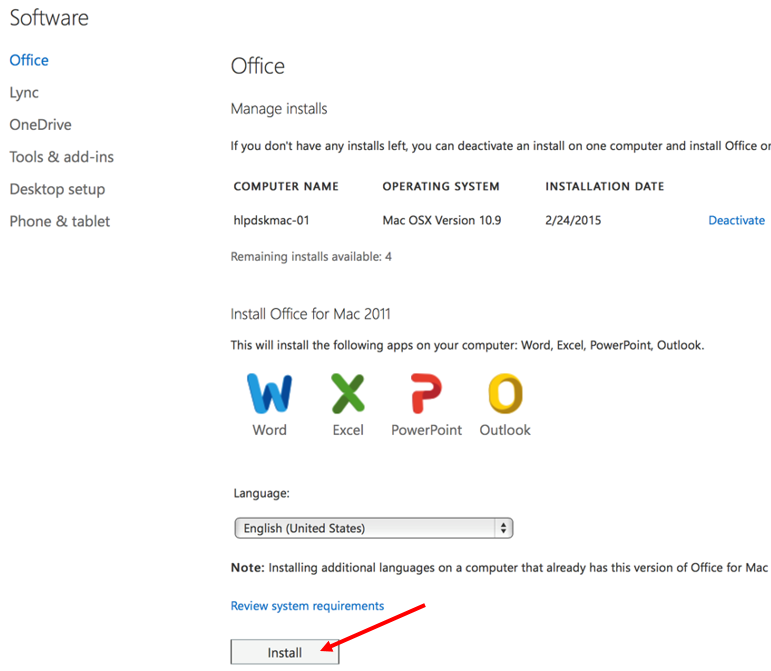 Software
Office
Lync
OneDrive
Tools & add-ins
Desktop setup
Phone & tablet
Office
Manage installs
If you don't have any installs left, you can deactivate an install on one computer and install Office or
COMPUTER NAME OPERATING SYSTEM INSTALLATION DATE
hlpdskmac-01 Mac OSX Version 10.9 2/24/2015 Deactivate
Remaining installs available: 4
Install Office for Mac 2011
This will install the following apps on your computer: Word, Excel, PowerPoint, Outlook.
Word Excel PowerPoint Outlook
Language:
English (United States)
Note: Installing additional languages on a computer that already has this version of Office for Mac
Review system requirements
Install